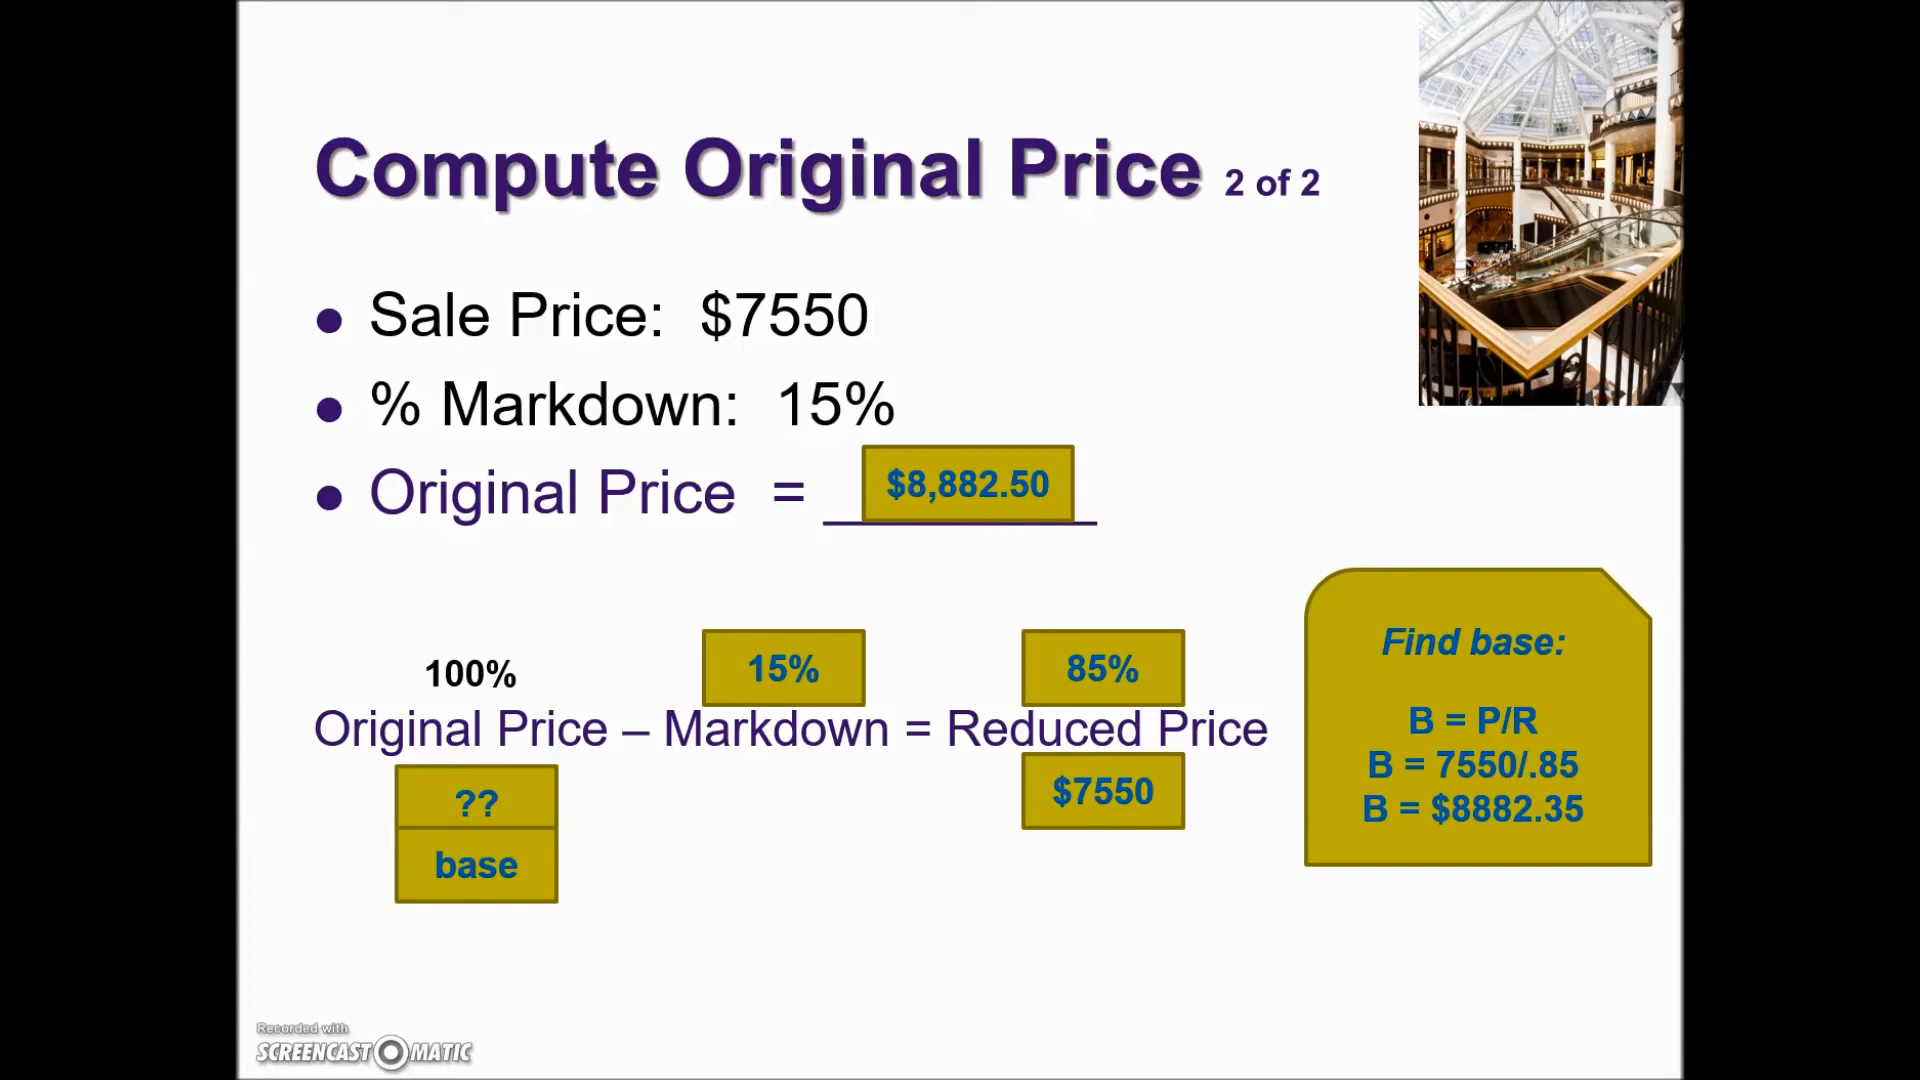 Compute Original Price 2 of 2
Sale Price: $7550
% Markdown: 15%
Original Price = $8,882.50
100% 15% 85%
Original Price – Markdown = Reduced Price
?? $7550
base
Find base:
B = P/R
B = 7550/.85
B = $8882.35
Recorded with
SCREENCAST-O-MATIC